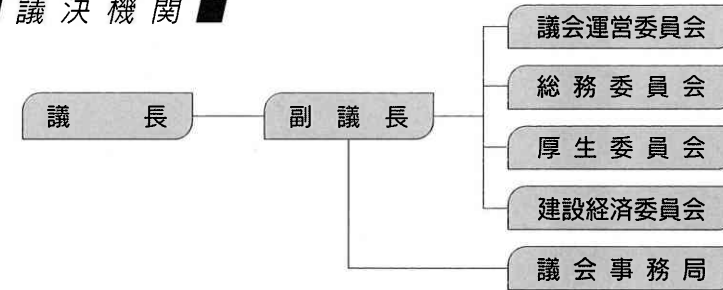 議決機関
議会運営委員会
総務委員会
議長
副議長
厚生委員会
建設経済委員会
議会事務局